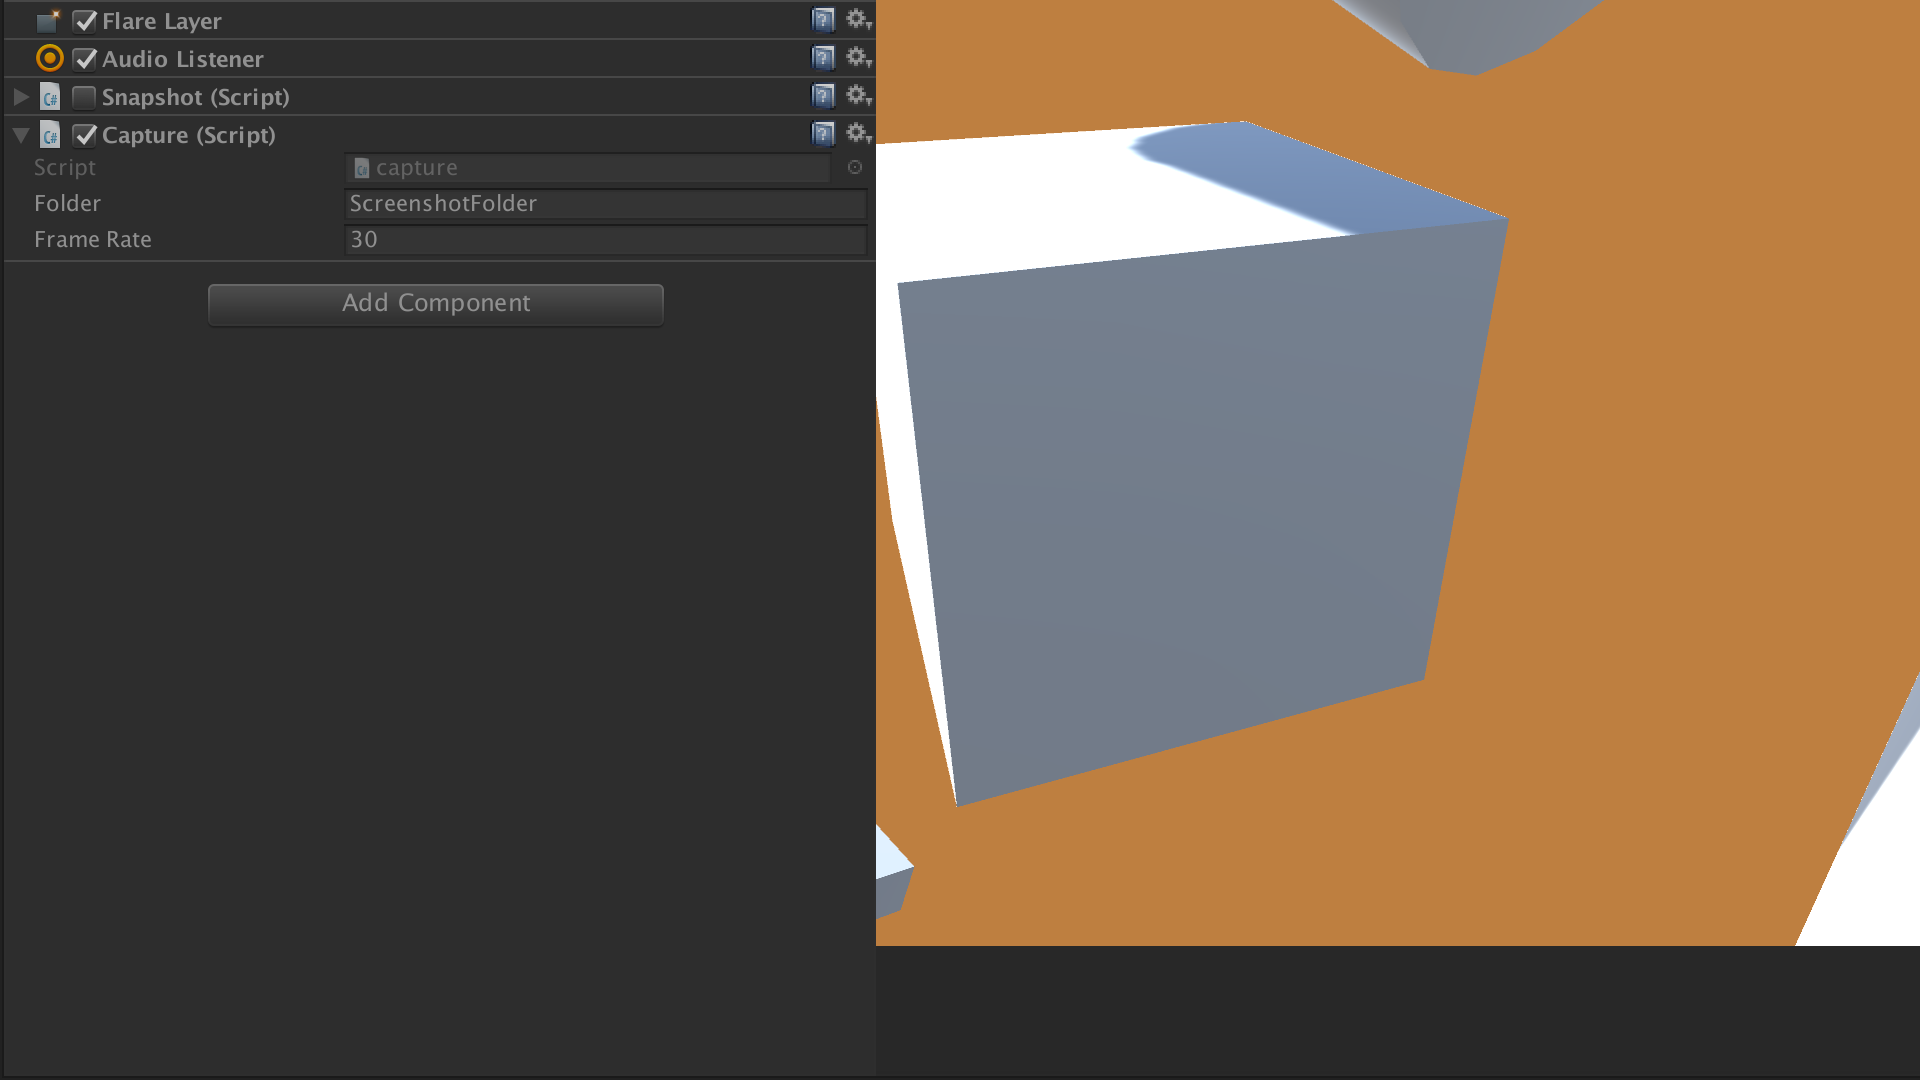 Flare Layer
Audio Listener
C# Snapshot (Script)
C# Capture (Script)
Script capture
Folder ScreenshotFolder
Frame Rate 30
Add Component